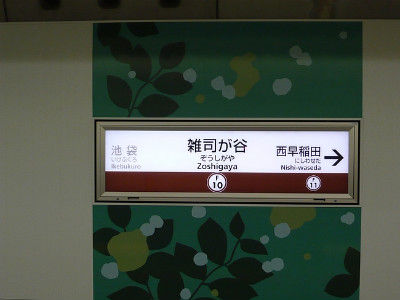 池袋
いけぶくろ
Ikebukuro
雑司が谷
ぞうしがや
Zoshigaya
F
10
西早稲田
にしわせだ
Nishi-waseda
F
11